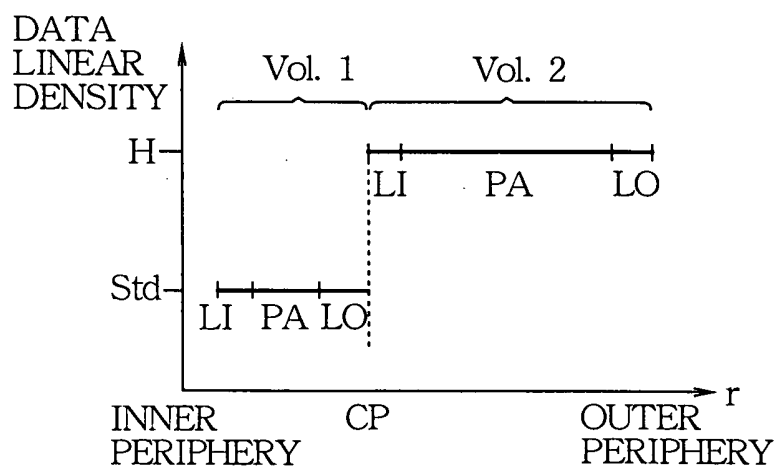 DATA
LINEAR
DENSITY
Vol. 1
Vol. 2
H
LI
PA
LO
Std
LI
PA
LO
r
INNER
PERIPHERY
CP
OUTER
PERIPHERY